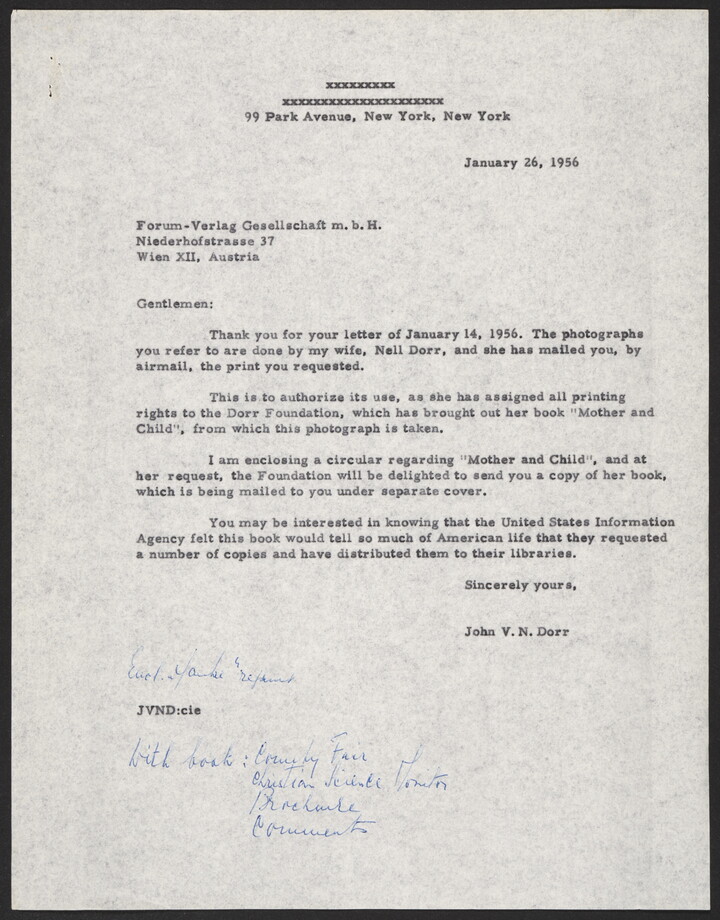 xxxxxxxxx
xxxxxxxxxxxxxxxxxxxxx
99 Park Avenue, New York, New York
January 26, 1956
Forum-Verlag Gesellschaft m. b. H.
Niederhofstrasse 37
Wien XII, Austria
Gentlemen:
Thank you for your letter of January 14, 1956. The photographs
you refer to are done by my wife, Nell Dorr, and she has mailed you, by
airmail, the print you requested.
This is to authorize its use, as she has assigned all printing
rights to the Dorr Foundation, which has brought out her book "Mother and
Child", from which this photograph is taken.
I am enclosing a circular regarding "Mother and Child", and at
her request, the Foundation will be delighted to send you a copy of her book,
which is being mailed to you under separate cover.
You may be interested in knowing that the United States Information
Agency felt this book would tell so much of American life that they requested
a number of copies and have distributed them to their libraries.
Sincerely yours,
John V. N. Dorr
Encl.
JVND:cie
With book: County Fair
Christian Science Monitor
Brochure
Comments